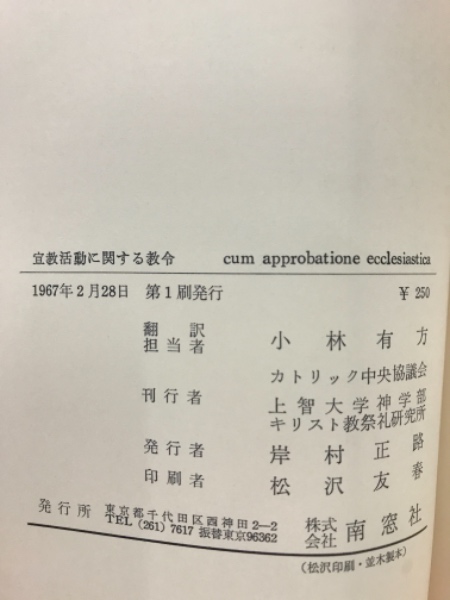 宣教活動に関する教令 cum approbatione ecclesiastica
1967年2月28日 第1刷発行 ¥250
翻訳
担当者 小林有方
カトリック中央協議会
刊行者 上智大学神学部
キリスト教祭礼研究所
発行者 岸村正路
印刷者 松沢友春
発行所 東京都千代田区西神田2-2 株式会社 南窓社
TEL (261) 7617 振替東京96362
(松沢印刷・並木製本)